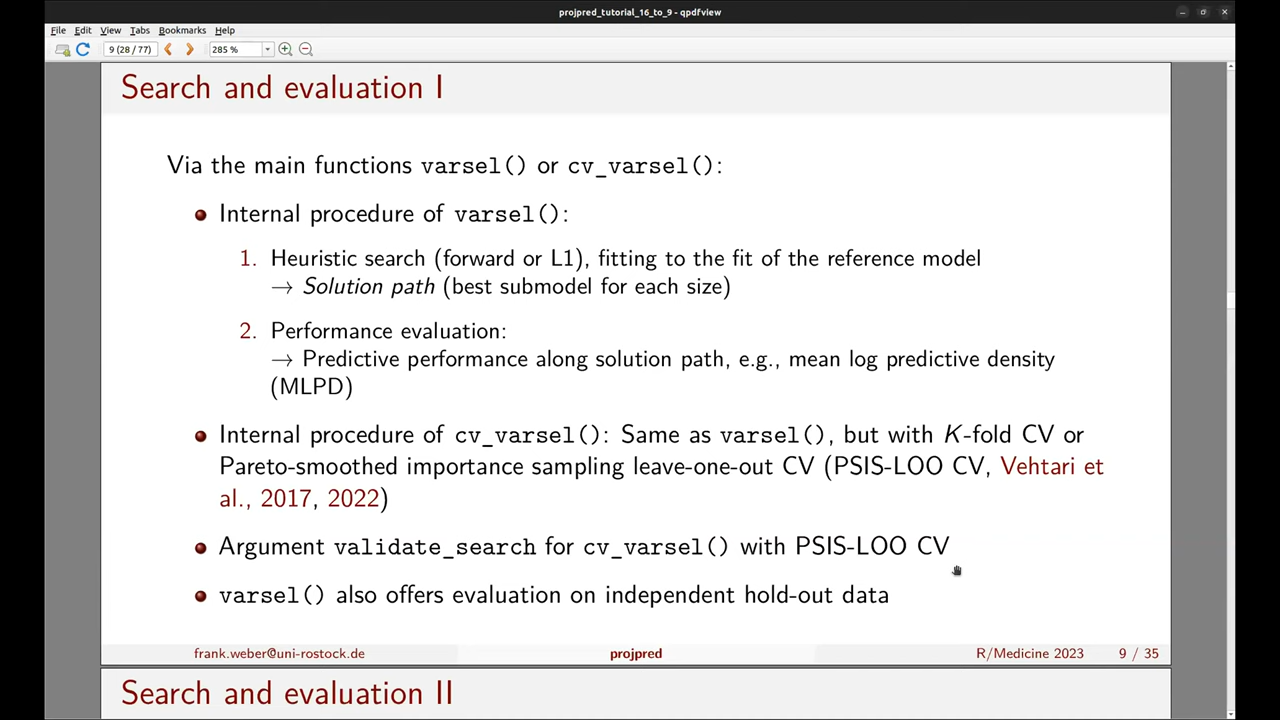 projpred_tutorial_16_to_9 - qpdfview
File Edit View Tabs Bookmarks Help
9 (28 / 77) 285 %
Search and evaluation I
Via the main functions varsel() or cv_varsel():
Internal procedure of varsel():
1. Heuristic search (forward or L1), fitting to the fit of the reference model
→ Solution path (best submodel for each size)
2. Performance evaluation:
→ Predictive performance along solution path, e.g., mean log predictive density
(MLPD)
Internal procedure of cv_varsel(): Same as varsel(), but with K-fold CV or
Pareto-smoothed importance sampling leave-one-out CV (PSIS-LOO CV, Vehtari et
al., 2017, 2022)
Argument validate_search for cv_varsel() with PSIS-LOO CV
varsel() also offers evaluation on independent hold-out data
frank.weber@uni-rostock.de projpred R/Medicine 2023 9 / 35
Search and evaluation II